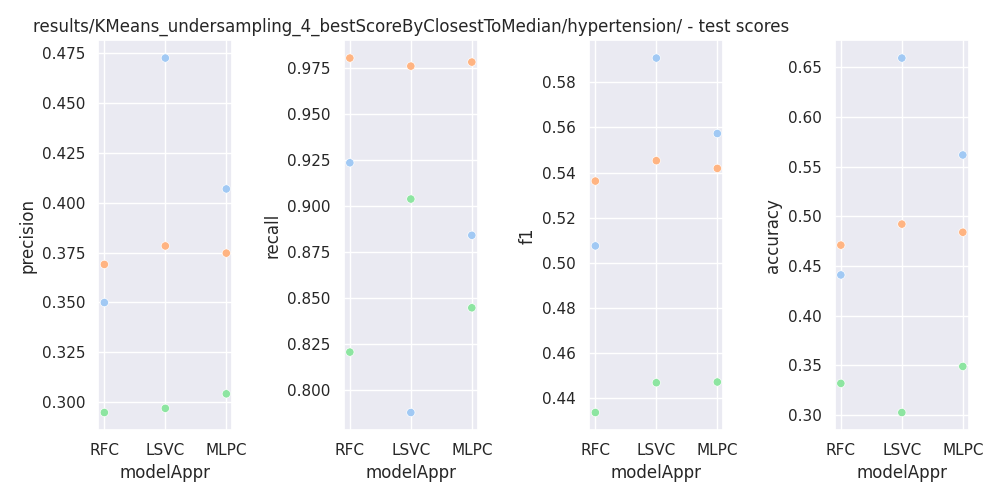 results/KMeans_undersampling_4_bestScoreByClosestToMedian/hypertension/ - test scores
precision
0.475
0.450
0.425
0.400
0.375
0.350
0.325
0.300
RFC LSVC MLPC
modelAppr
recall
0.975
0.950
0.925
0.900
0.875
0.850
0.825
0.800
RFC LSVC MLPC
modelAppr
f1
0.58
0.56
0.54
0.52
0.50
0.48
0.46
0.44
RFC LSVC MLPC
modelAppr
accuracy
0.65
0.60
0.55
0.50
0.45
0.40
0.35
0.30
RFC LSVC MLPC
modelAppr